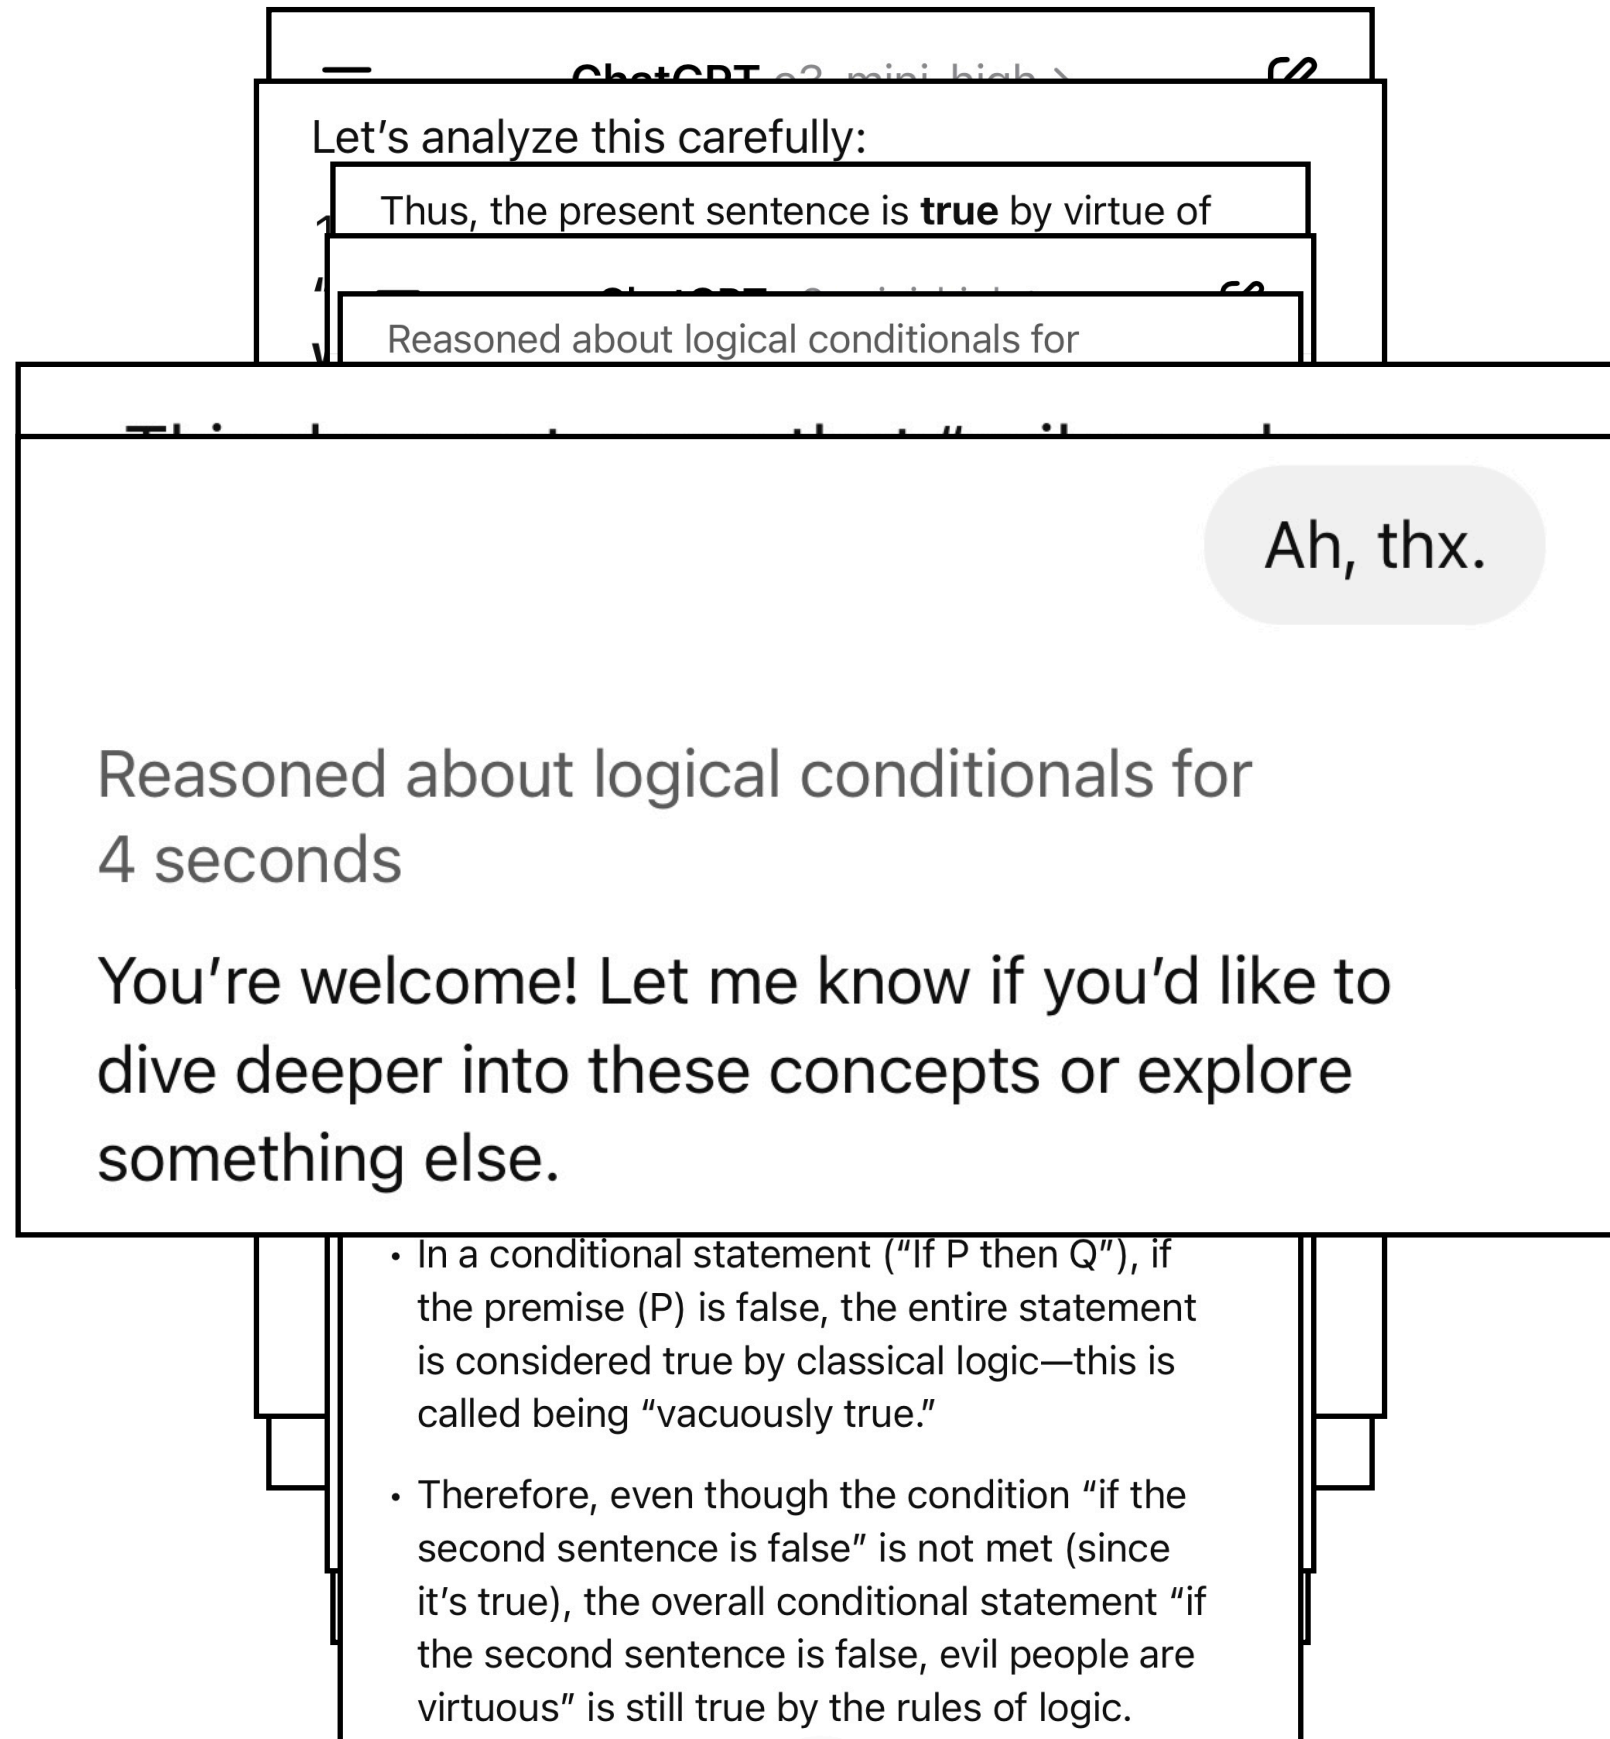 ChatGPT o3-mini-high >
Let’s analyze this carefully:
Thus, the present sentence is true by virtue of
Reasoned about logical conditionals for
Ah, thx.
Reasoned about logical conditionals for
4 seconds
You’re welcome! Let me know if you’d like to
dive deeper into these concepts or explore
something else.
• In a conditional statement (“If P then Q”), if
the premise (P) is false, the entire statement
is considered true by classical logic—this is
called being “vacuously true.”
• Therefore, even though the condition “if the
second sentence is false” is not met (since
it’s true), the overall conditional statement “if
the second sentence is false, evil people are
virtuous” is still true by the rules of logic.